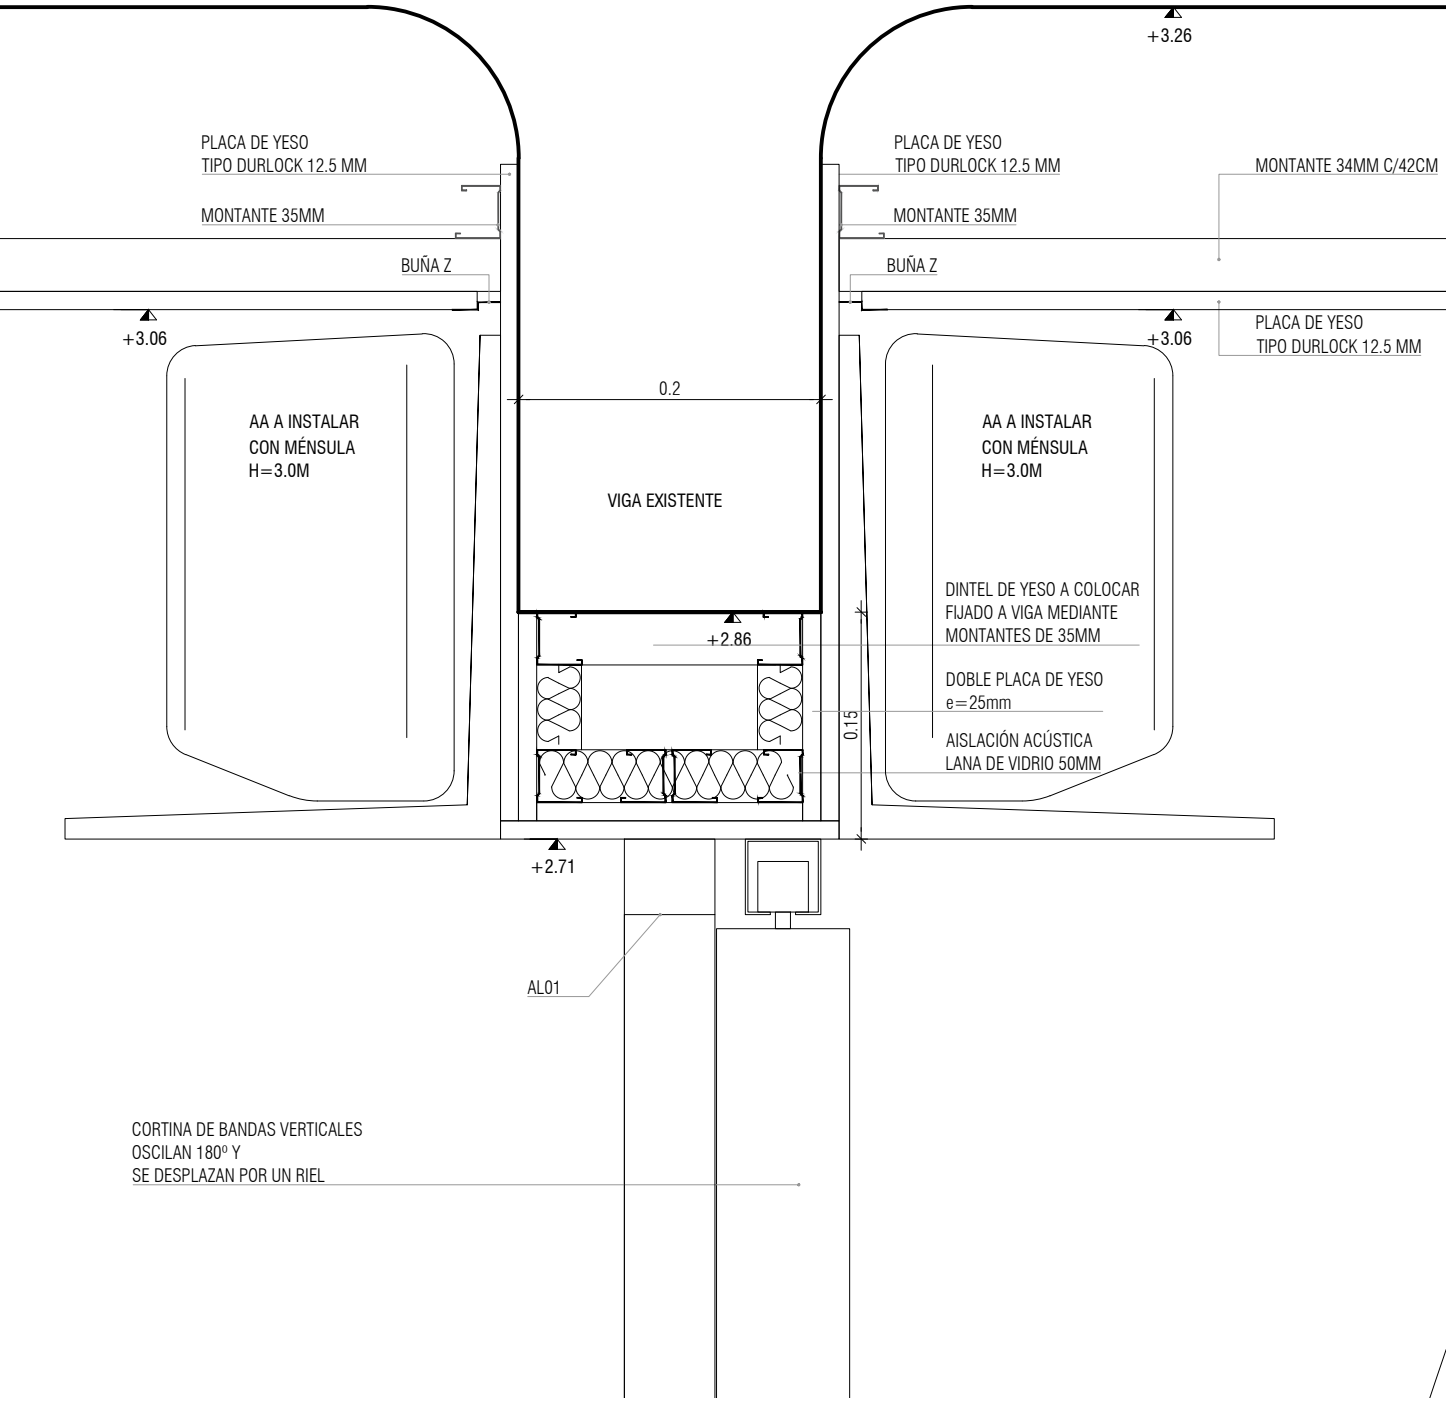 +3.26
PLACA DE YESO
TIPO DURLOCK 12.5 MM
PLACA DE YESO
TIPO DURLOCK 12.5 MM
MONTANTE 34MM C/42CM
MONTANTE 35MM
MONTANTE 35MM
BUÑA Z
BUÑA Z
+3.06
+3.06
PLACA DE YESO
TIPO DURLOCK 12.5 MM
0.2
AA A INSTALAR
CON MÉNSULA
H=3.0M
AA A INSTALAR
CON MÉNSULA
H=3.0M
VIGA EXISTENTE
DINTEL DE YESO A COLOCAR
FIJADO A VIGA MEDIANTE
MONTANTES DE 35MM
+2.86
DOBLE PLACA DE YESO
e=25mm
0.15
AISLACIÓN ACÚSTICA
LANA DE VIDRIO 50MM
+2.71
AL01
CORTINA DE BANDAS VERTICALES
OSCILAN 180º Y
SE DESPLAZAN POR UN RIEL